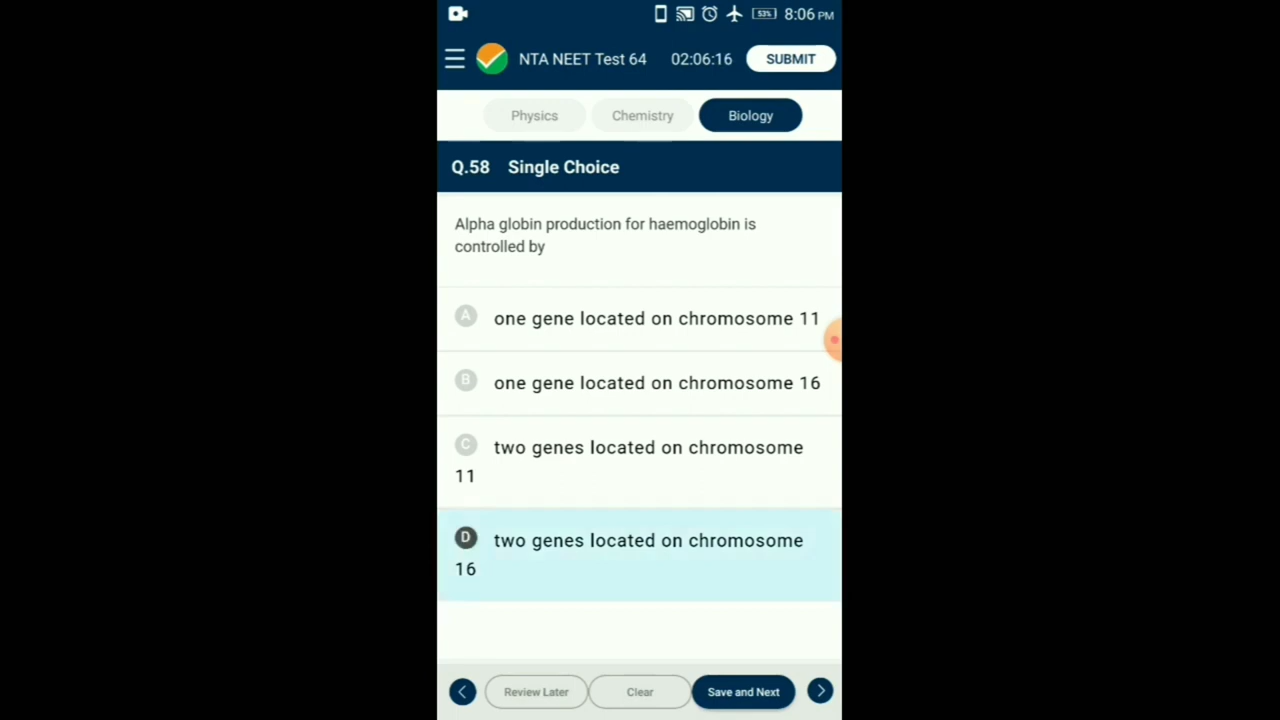 53% 8:06 PM
NTA NEET Test 64 02:06:16 SUBMIT
Physics Chemistry Biology
Q.58 Single Choice
Alpha globin production for haemoglobin is
controlled by
A one gene located on chromosome 11
B one gene located on chromosome 16
C two genes located on chromosome
11
D two genes located on chromosome
16
Review Later Clear Save and Next